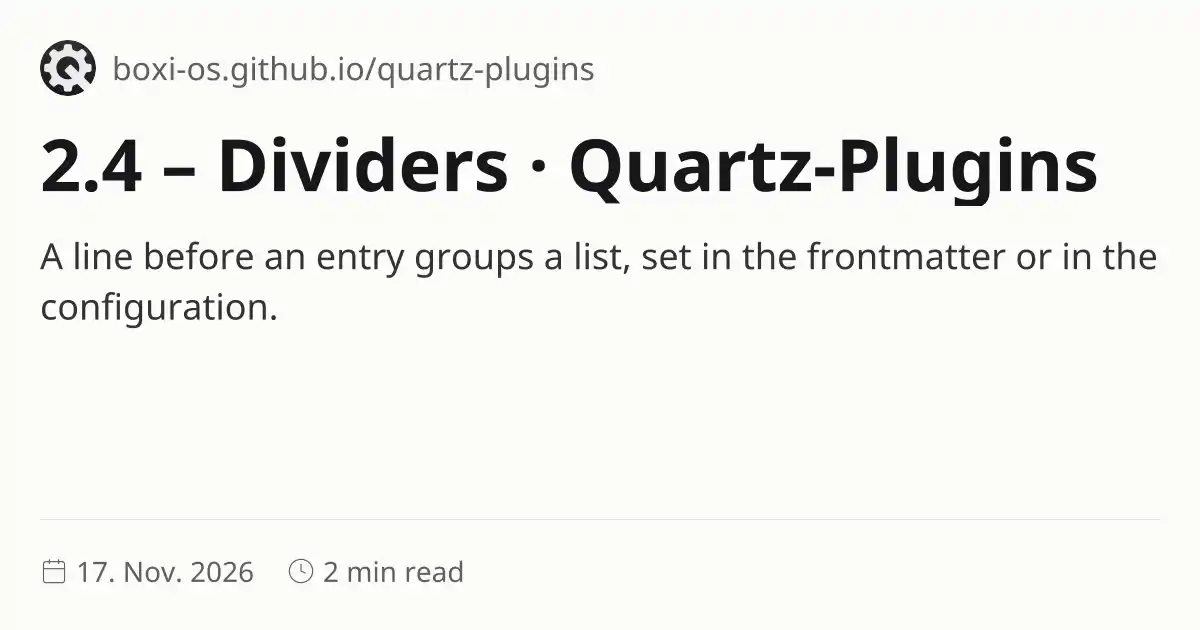 boxi-os.github.io/quartz-plugins
2.4 – Dividers · Quartz-Plugins
A line before an entry groups a list, set in the frontmatter or in the
configuration.
17. Nov. 2026 2 min read